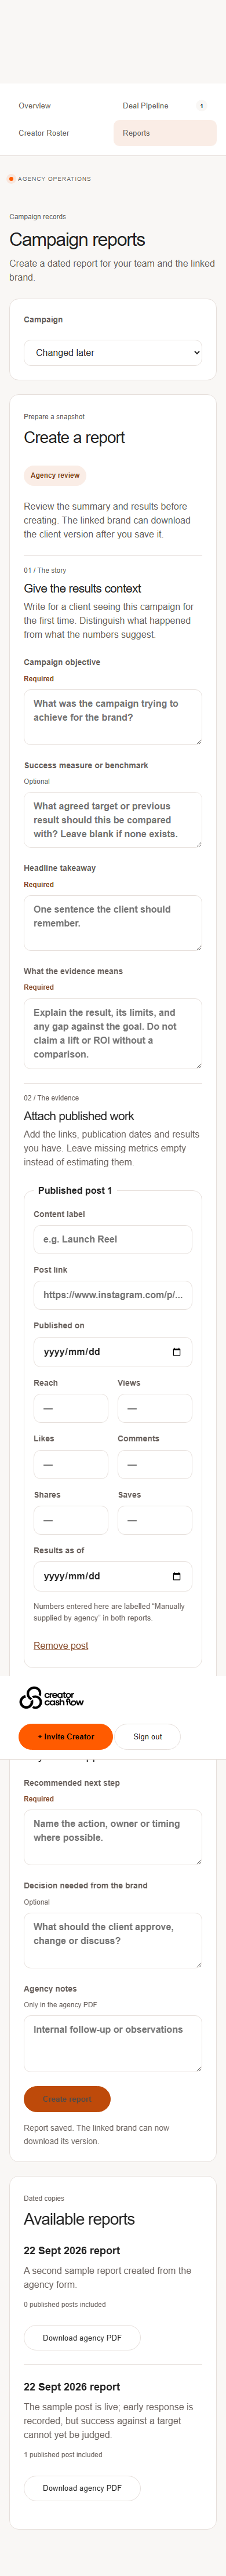 Overview
Deal Pipeline
1
Creator Roster
Reports
AGENCY OPERATIONS
Campaign records
Campaign reports
Create a dated report for your team and the linked
brand.
Campaign
Changed later
Prepare a snapshot
Create a report
Agency review
Review the summary and results before
creating. The linked brand can download
the client version after you save it.
01 / The story
Give the results context
Write for a client seeing this campaign for
the first time. Distinguish what happened
from what the numbers suggest.
Campaign objective
Required
What was the campaign trying to
achieve for the brand?
Success measure or benchmark
Optional
What agreed target or previous
result should this be compared
with? Leave blank if none exists.
Headline takeaway
Required
One sentence the client should
remember.
What the evidence means
Required
Explain the result, its limits, and
any gap against the goal. Do not
claim a lift or ROI without a
comparison.
02 / The evidence
Attach published work
Add the links, publication dates and results
you have. Leave missing metrics empty
instead of estimating them.
Published post 1
Content label
e.g. Launch Reel
Post link
https://www.instagram.com/p/...
Published on
yyyy/mm/dd
Reach
Views
—
—
Likes
Comments
—
—
Shares
Saves
—
—
Results as of
yyyy/mm/dd
Numbers entered here are labelled “Manually
supplied by agency” in both reports.
Remove post
creator
cash flow
+ Invite Creator
Sign out
Recommended next step
Required
Name the action, owner or timing
where possible.
Decision needed from the brand
Optional
What should the client approve,
change or discuss?
Agency notes
Only in the agency PDF
Internal follow-up or observations
Create report
Report saved. The linked brand can now
download its version.
Dated copies
Available reports
22 Sept 2026 report
A second sample report created from the
agency form.
0 published posts included
Download agency PDF
22 Sept 2026 report
The sample post is live; early response is
recorded, but success against a target
cannot yet be judged.
1 published post included
Download agency PDF